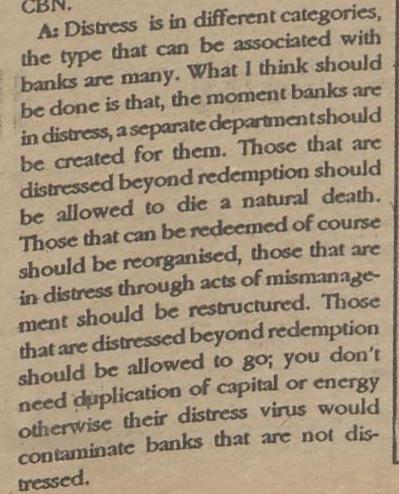 CBN.
A: Distress is in different categories,
the type that can be associated with
banks are many. What I think should
be done is that, the moment banks are
in distress, a separate department should
be created for them. Those that are
distressed beyond redemption should
be allowed to die a natural death.
Those that can be redeemed of course
should be reorganised, those that are
in distress through acts of mismanage-
ment should be restructured. Those
that are distressed beyond redemption
should be allowed to go; you don't
need duplication of capital or energy
otherwise their distress virus would
contaminate banks that are not dis-
tressed.